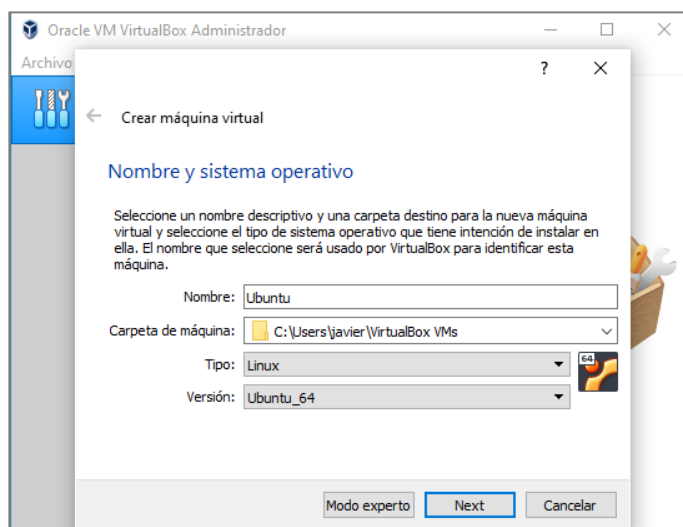 Oracle VM VirtualBox Administrador
Archivo
?
Crear máquina virtual
Nombre y sistema operativo
Seleccione un nombre descriptivo y una carpeta destino para la nueva máquina
virtual y seleccione el tipo de sistema operativo que tiene intención de instalar en
ella. El nombre que seleccione será usado por VirtualBox para identificar esta
máquina.
Nombre: Ubuntu
Carpeta de máquina: C:\Users\javier\VirtualBox VMs
Tipo: Linux
64
Versión: Ubuntu_64
Modo experto Next Cancelar